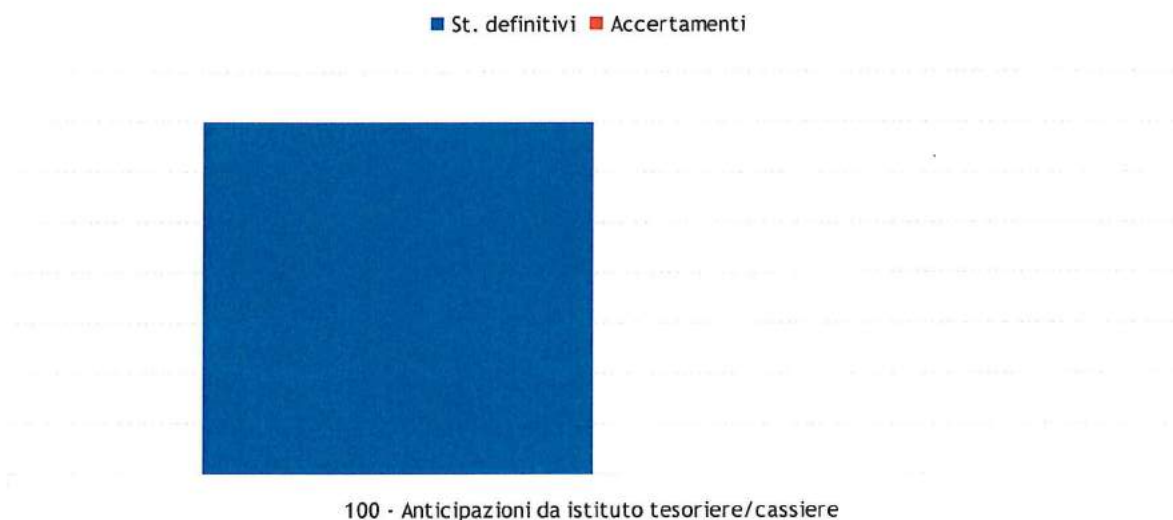 St. definitivi Accertamenti
100 - Anticipazioni da istituto tesoriere/cassiere